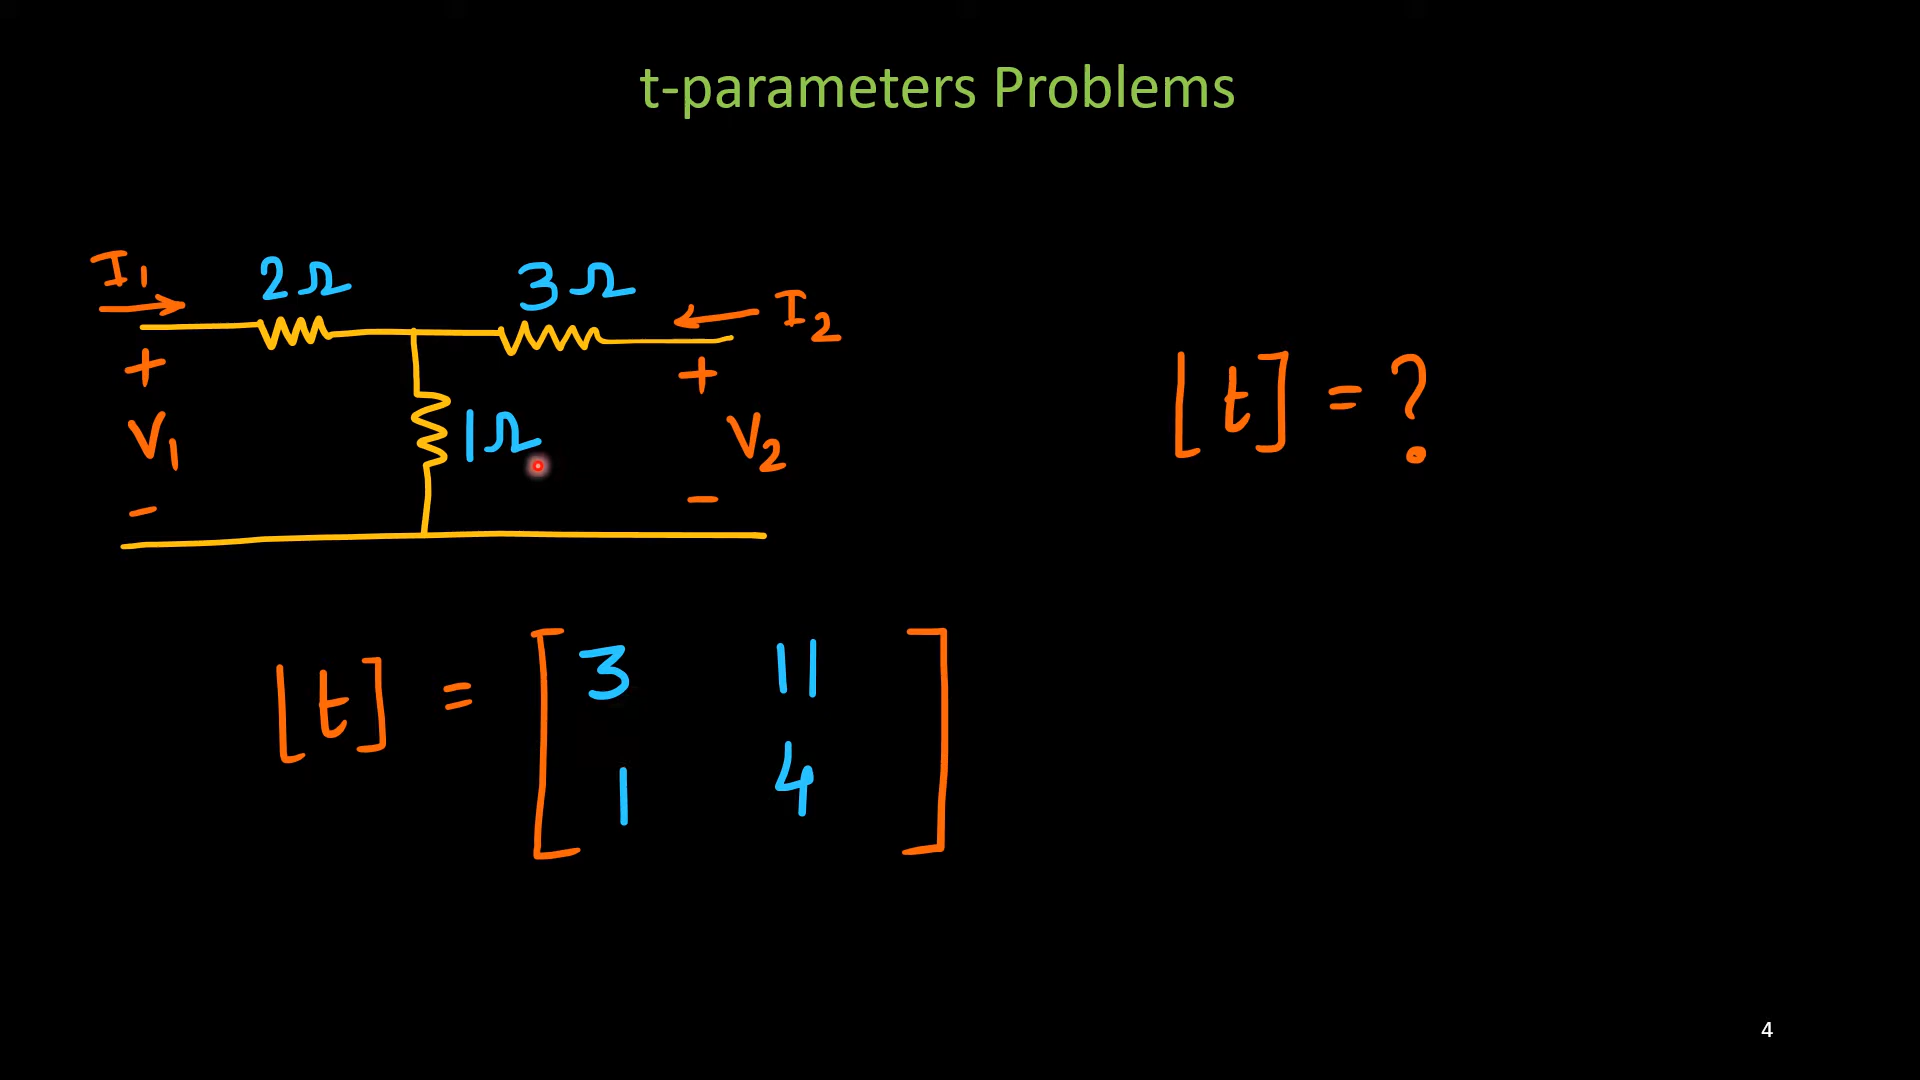 t-parameters Problems
I1 2Ω 3Ω I2
+ +
V1 1Ω V2
- -
[t] = ?
[t] = [3 11
1 4]
4